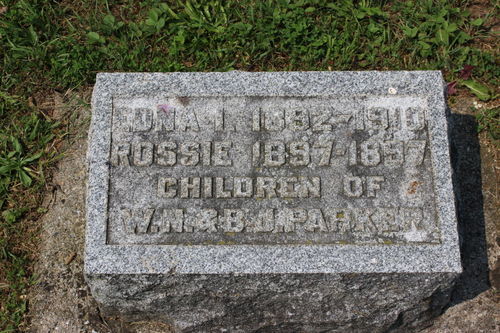 EDNA I. 1882-1910
ROSSIE 1897-1897
CHILDREN OF
W.H.&B.J.PARKER